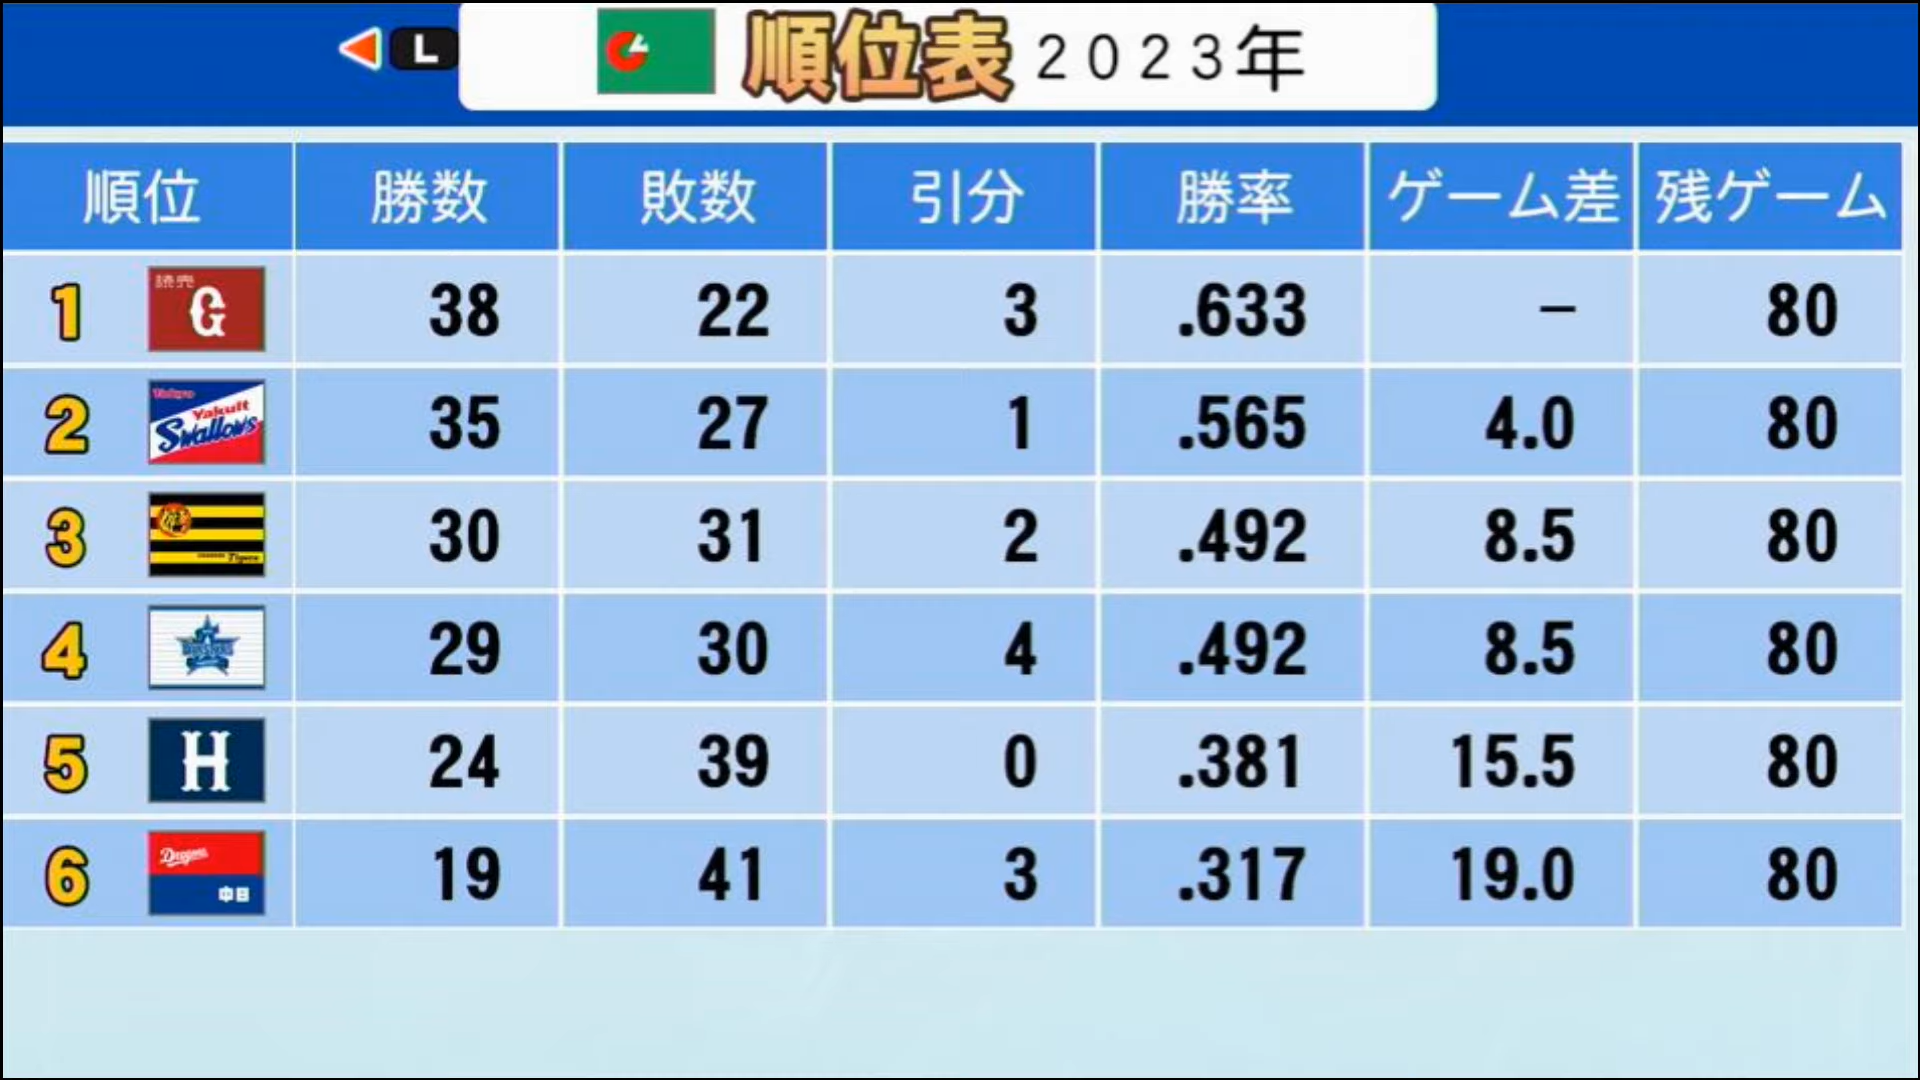 L 順位表 2023年
順位 勝数 敗数 引分 勝率 ゲーム差 残ゲーム
1 読売 G 38 22 3 .633 - 80
2 Tokyo Yakult Swallows 35 27 1 .565 4.0 80
3 Tigers 30 31 2 .492 8.5 80
4 29 30 4 .492 8.5 80
5 H 24 39 0 .381 15.5 80
6 Dragons 中日 19 41 3 .317 19.0 80